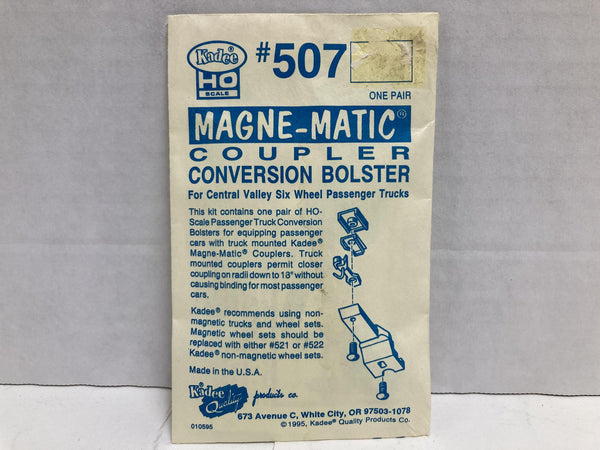 Kadee®
HO
SCALE
#507
ONE PAIR
MAGNE-MATIC®
COUPLER
CONVERSION BOLSTER
For Central Valley Six Wheel Passenger Trucks
This kit contains one pair of HO-
Scale Passenger Truck Conversion
Bolsters for equipping passenger
cars with truck mounted Kadee®
Magne-Matic® Couplers. Truck
mounted couplers permit closer
coupling on radii down to 18" without
causing binding for most passenger
cars.
Kadee® recommends using non-
magnetic trucks and wheel sets.
Magnetic wheel sets should be
replaced with either #521 or #522
Kadee® non-magnetic wheel sets.
Made in the U.S.A.
Kadee®
Quality products co.
673 Avenue C, White City, OR 97503-1078
010595 ©1995, Kadee® Quality Products Co.